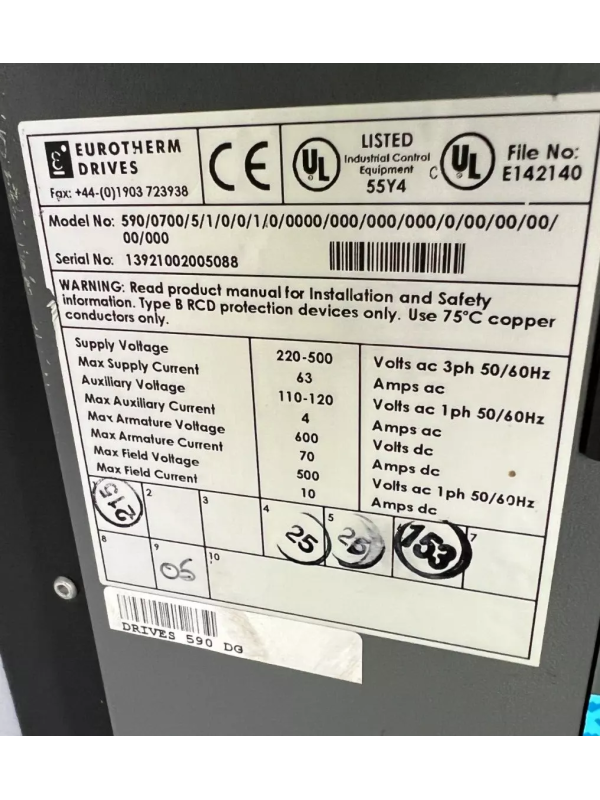 EUROTHERM
DRIVES
Fax: +44-(0)1903 723938
CE
UL
LISTED
Industrial Control
Equipment
55Y4
C UL
File No:
E142140
Model No: 590/0700/5/1/0/0/1/0/0000/000/000/000/0/00/00/00/
00/000
Serial No: 13921002005088
WARNING: Read product manual for Installation and Safety
information. Type B RCD protection devices only. Use 75°C copper
conductors only.
Supply Voltage 220-500 Volts ac 3ph 50/60Hz
Max Supply Current 63 Amps ac
Auxiliary Voltage 110-120 Volts ac 1ph 50/60Hz
Max Auxiliary Current 4 Amps ac
Max Armature Voltage 600 Volts dc
Max Armature Current 70 Amps dc
Max Field Voltage 500 Volts ac 1ph 50/60Hz
Max Field Current 10 Amps dc
215 2 3 4 25 5 153 7
8 9 05 10
DRIVES 590 DG